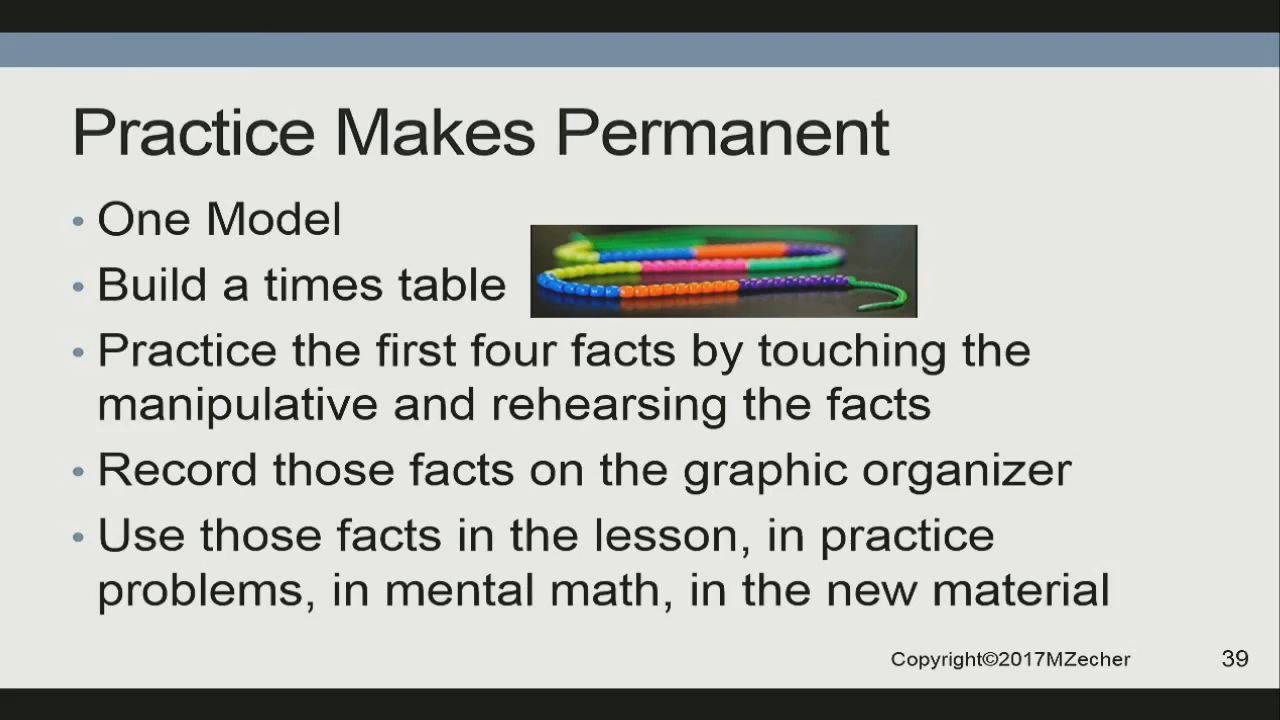 Practice Makes Permanent
• One Model
• Build a times table
• Practice the first four facts by touching the
manipulative and rehearsing the facts
• Record those facts on the graphic organizer
• Use those facts in the lesson, in practice
problems, in mental math, in the new material
Copyright©2017MZecher
39